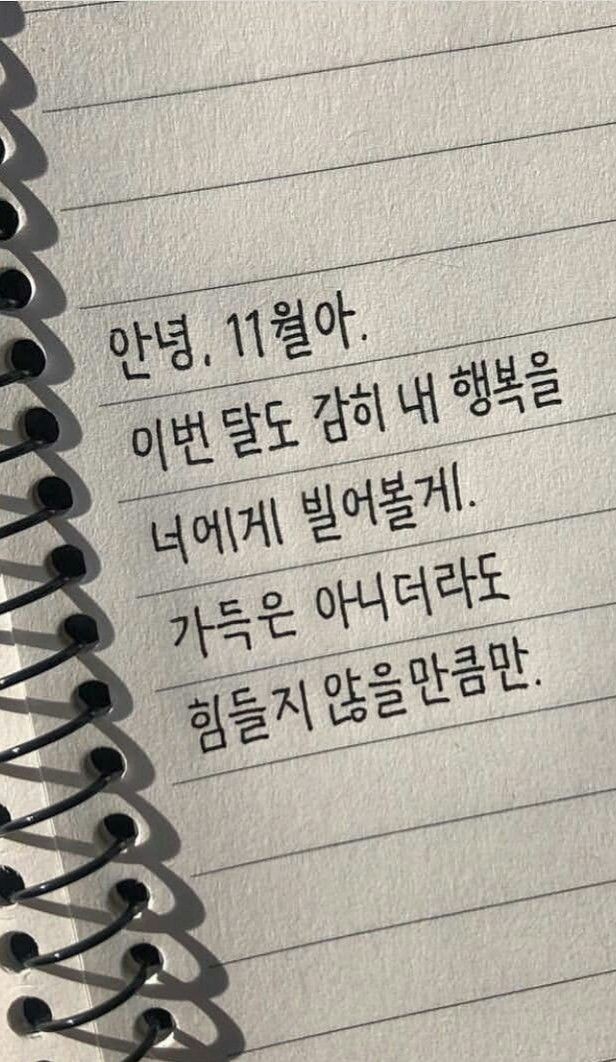 안녕, 11월아.
이번 달도 감히 내 행복을
너에게 빌어볼게.
가득은 아니더라도
힘들지 않을만큼만.